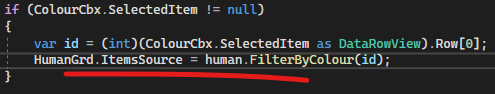 if (ColourCbx.SelectedItem != null)
{
var id = (int)(ColourCbx.SelectedItem as DataRowView).Row[0];
HumanGrd.ItemsSource = human.FilterByColour(id);
}